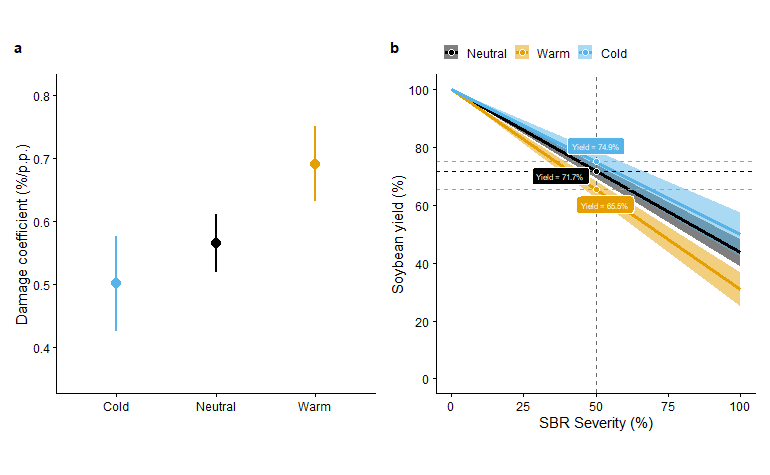 a
Damage coefficient (%/p.p.)
0.8
0.7
0.6
0.5
0.4
Cold Neutral Warm
b
Neutral Warm Cold
Soybean yield (%)
100
80
60
40
20
0
Yield = 74.9%
Yield = 71.7%
Yield = 65.5%
0 25 50 75 100
SBR Severity (%)